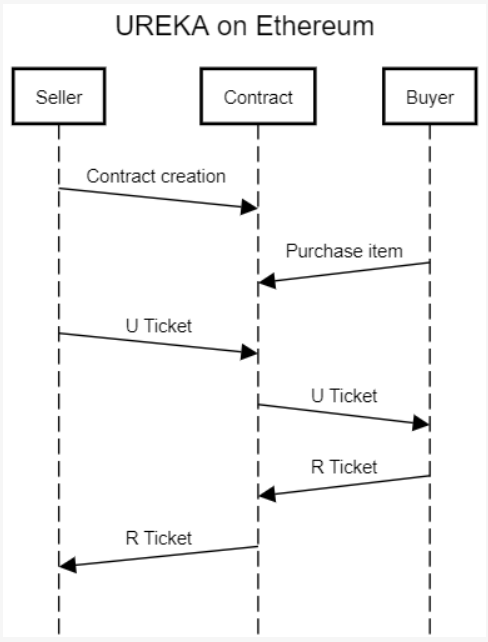 UREKA on Ethereum
Seller
Contract
Buyer
Contract creation
Purchase item
U Ticket
U Ticket
R Ticket
R Ticket